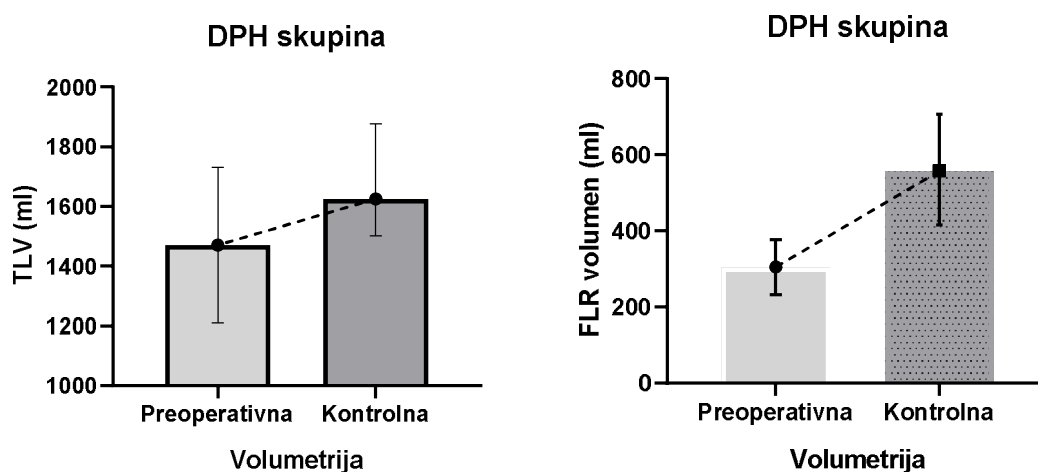 DPH skupina
TLV (ml)
2000
1800
1600
1400
1200
1000
Preoperativna
Kontrolna
Volumetrija
DPH skupina
FLR volumen (ml)
800
600
400
200
0
Preoperativna
Kontrolna
Volumetrija